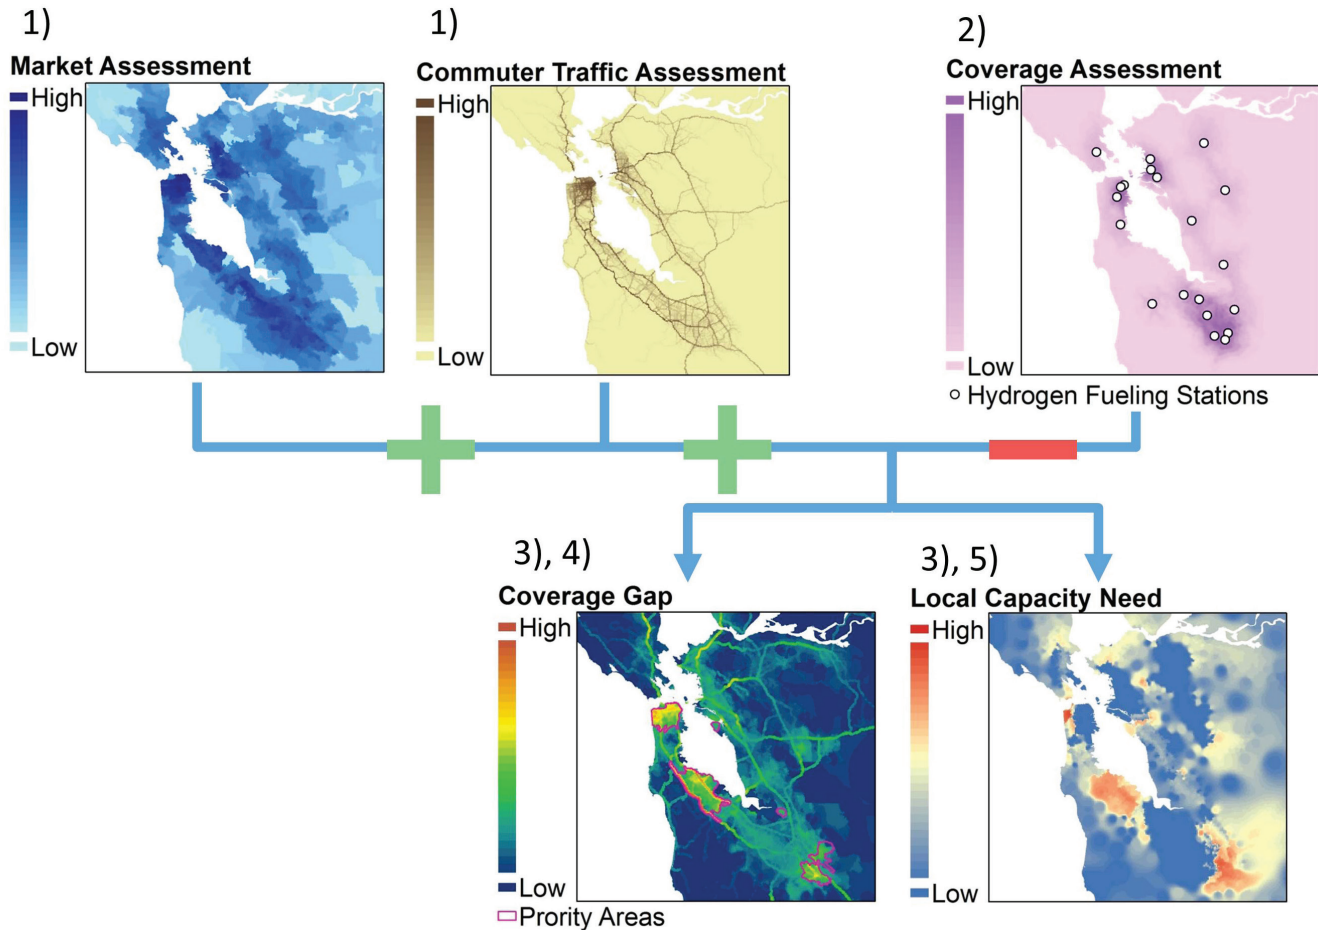 1)
Market Assessment
High
Low
1)
Commuter Traffic Assessment
High
Low
2)
Coverage Assessment
High
Low
Hydrogen Fueling Stations
3), 4)
Coverage Gap
High
Low
Prority Areas
3), 5)
Local Capacity Need
High
Low